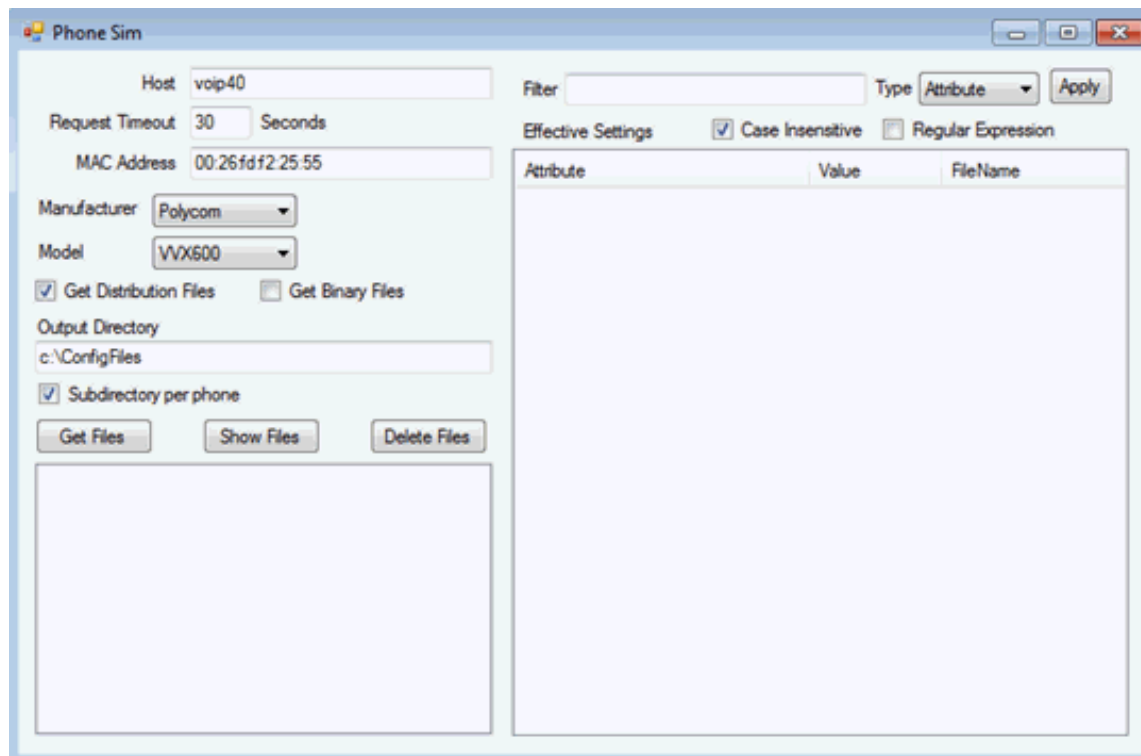 Phone Sim
Host voip40
Request Timeout 30 Seconds
MAC Address 00:26fdf2:25:55
Manufacturer Polycom
Model VVX600
Get Distribution Files Get Binary Files
Output Directory
c:\ConfigFiles
Subdirectory per phone
Get Files Show Files Delete Files
Filter Type Attribute Apply
Effective Settings Case Insensitive Regular Expression
Attribute Value FileName